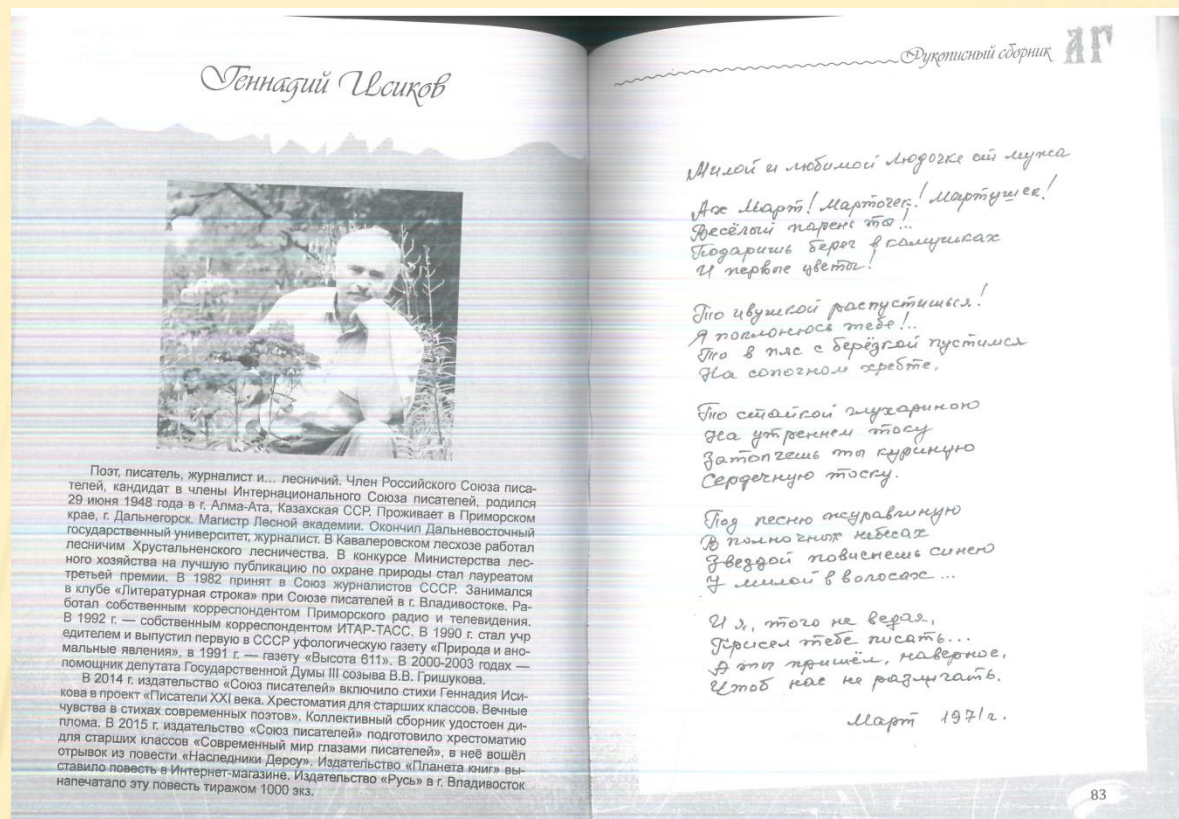 Геннадий Исиков
Поэт, писатель, журналист и... лесничий. Член Российского Союза писа-
телей, кандидат в члены Интернационального Союза писателей, родился
29 июня 1948 года в г. Алма-Ата, Казахская ССР. Проживает в Приморском
крае, г. Дальнегорск. Магистр Лесной академии. Окончил Дальневосточный
государственный университет, журналист. В Кавалеровском лесхозе работал
лесничим Хрустальненского лесничества. В конкурсе Министерства лес-
ного хозяйства на лучшую публикацию по охране природы стал лауреатом
третьей премии. В 1982 принят в Союз журналистов СССР. Занимался
в клубе «Литературная строка» при Союзе писателей в г. Владивостоке. Ра-
ботал собственным корреспондентом Приморского радио и телевидения.
В 1992 г. — собственным корреспондентом ИТАР-ТАСС. В 1990 г. стал учр
едителем и выпустил первую в СССР уфологическую газету «Природа и ано-
мальные явления», в 1991 г. — газету «Высота 611». В 2000-2003 годах —
помощник депутата Государственной Думы III созыва В.В. Гришукова.
В 2014 г. издательство «Союз писателей» включило стихи Геннадия Иси-
кова в проект «Писатели XXI века. Хрестоматия для старших классов. Вечные
чувства в стихах современных поэтов». Коллективный сборник удостоен ди-
плома. В 2015 г. издательство «Союз писателей» подготовило хрестоматию
для старших классов «Современный мир глазами писателей», в неё вошёл
отрывок из повести «Наследники Дерсу». Издательство «Планета книг» вы-
ставило повесть в Интернет-магазине. Издательство «Русь» в г. Владивосток
напечатало эту повесть тиражом 1000 экз.
Рукописный сборник АГ
Милой и любимой Людочке от мужа
Ах Март! Марточек! Мартушек!
Весёлый парень ты...
Подаришь берег в камушках
И первые цветы!
То ивушкой распустишься!
Я поклонюсь тебе!..
То в пляс с берёзкой пустимся
На сопочном хребте.
То стайкой глухариною
На утреннем току
Затопчешь ты куриную
Сердечную тоску.
Под песню журавлиную
В полночных небесах
Звездой повиснешь синею
У милой в волосах...
И я, того не ведая,
Присел тебе писать...
А ты пришёл, наверное,
Чтоб нас не разлучать.
Март 1971г.
83